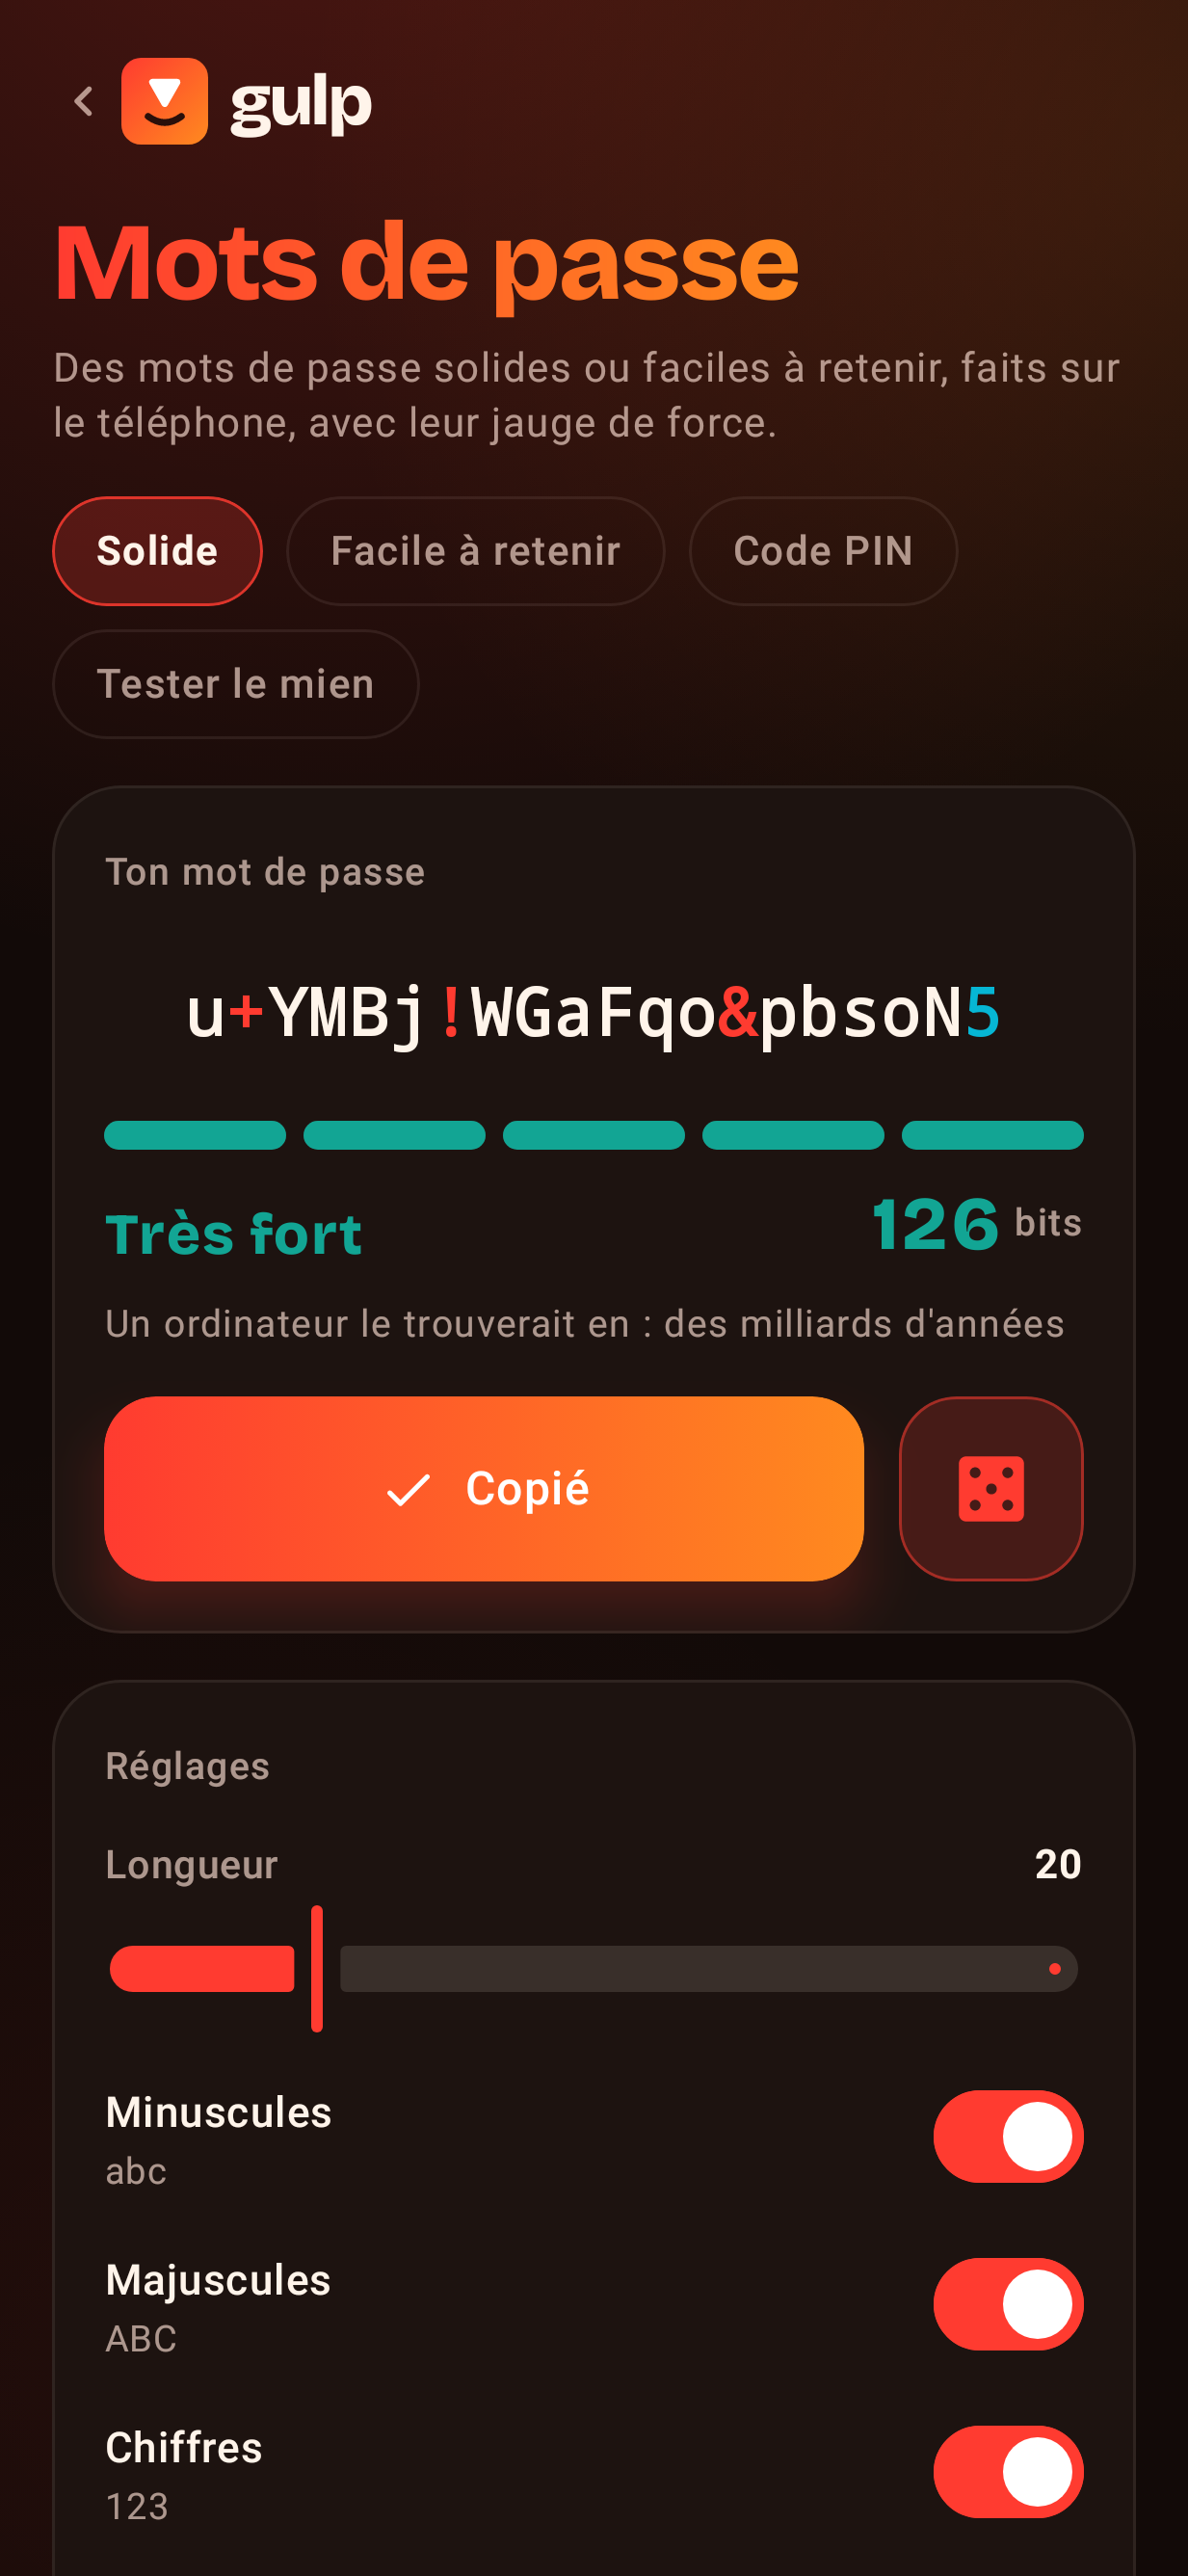 gulp
Mots de passe
Des mots de passe solides ou faciles à retenir, faits sur
le téléphone, avec leur jauge de force.
Solide
Facile à retenir
Code PIN
Tester le mien
Ton mot de passe
u+YMBj!WGaFqo&pbsoN5
Très fort
126 bits
Un ordinateur le trouverait en : des milliards d'années
Copié
Réglages
Longueur
20
Minuscules
abc
Majuscules
ABC
Chiffres
123